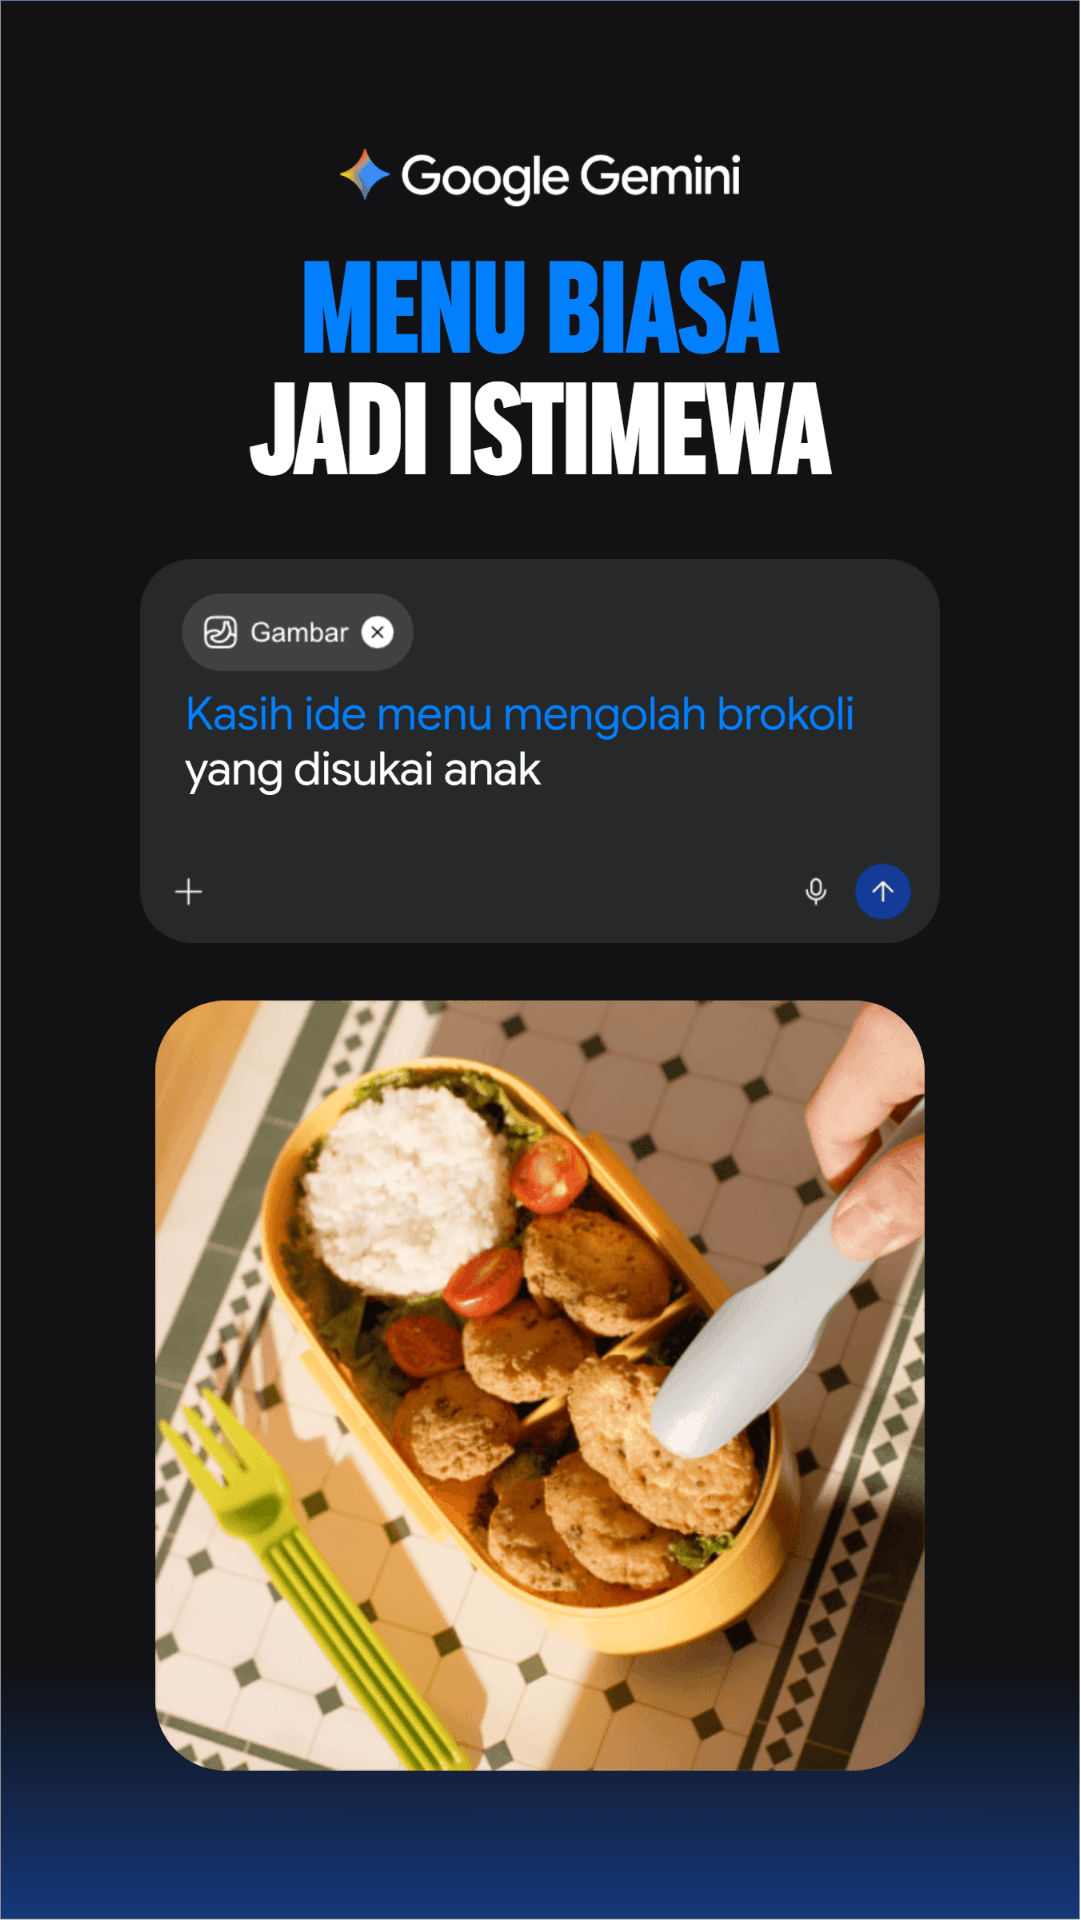 Google Gemini
MENU BIASA
JADI ISTIMEWA
Gambar
Kasih ide menu mengolah brokoli
yang disukai anak